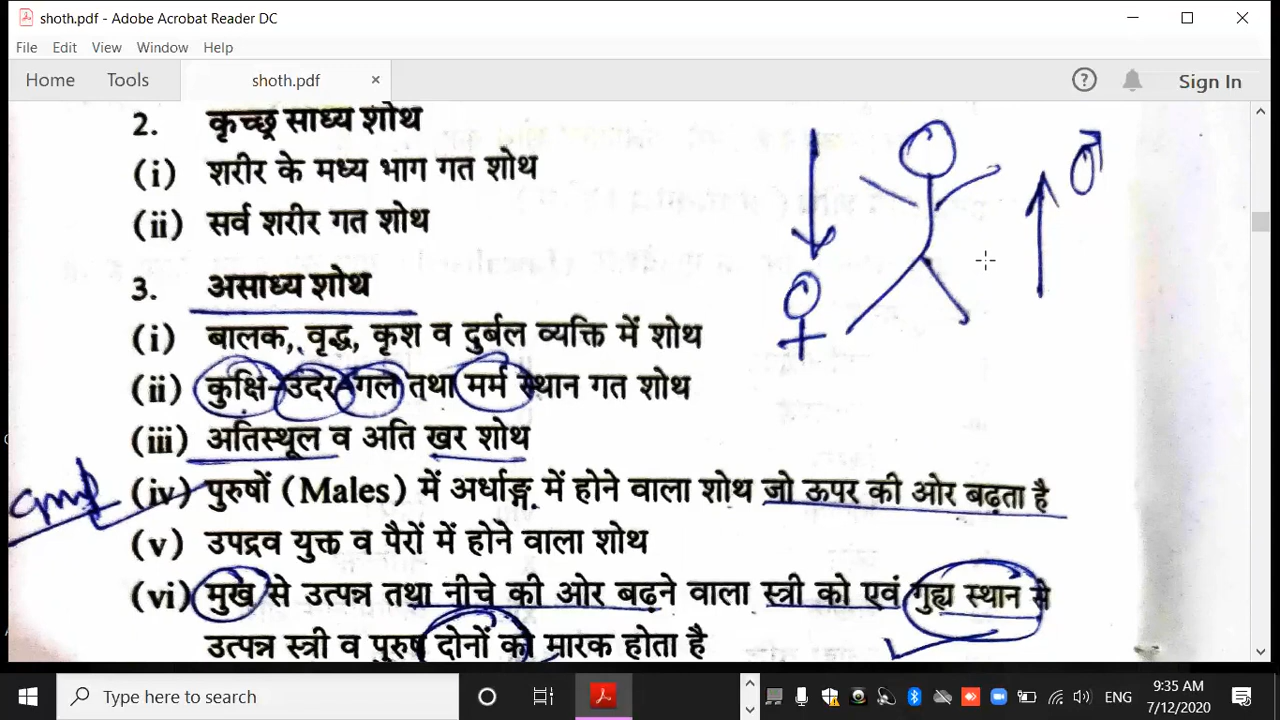 shoth.pdf - Adobe Acrobat Reader DC
File Edit View Window Help
Home Tools shoth.pdf × ? Sign In
2. कृच्छ्र साध्य शोथ
(i) शरीर के मध्य भाग गत शोथ
(ii) सर्व शरीर गत शोथ
3. असाध्य शोथ
(i) बालक, वृद्ध, कृश व दुर्बल व्यक्ति में शोथ
(ii) कुक्षि-उदर-गल तथा मर्म स्थान गत शोथ
(iii) अतिस्थूल व अति खर शोथ
(iv) पुरुषों (Males) में अर्धाङ्ग में होने वाला शोथ जो ऊपर की ओर बढ़ता है
(v) उपद्रव युक्त व पैरों में होने वाला शोथ
(vi) मुख से उत्पन्न तथा नीचे की ओर बढ़ने वाला स्त्री को एवं गुह्य स्थान से
उत्पन्न स्त्री व पुरुष दोनों को मारक होता है
Type here to search
ENG
9:35 AM
7/12/2020